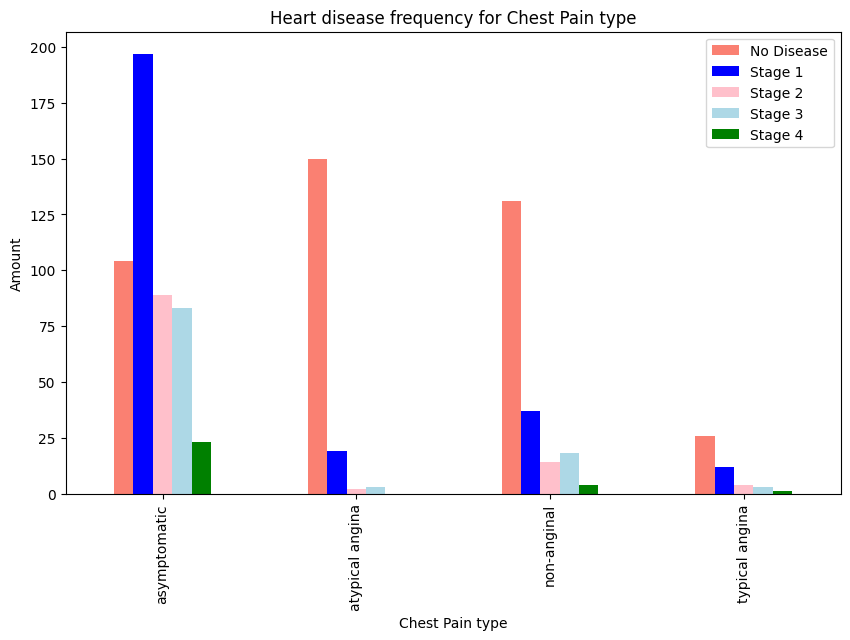 Heart disease frequency for Chest Pain type
No Disease
Stage 1
Stage 2
Stage 3
Stage 4
Amount
200
175
150
125
100
75
50
25
0
asymptomatic
atypical angina
non-anginal
typical angina
Chest Pain type